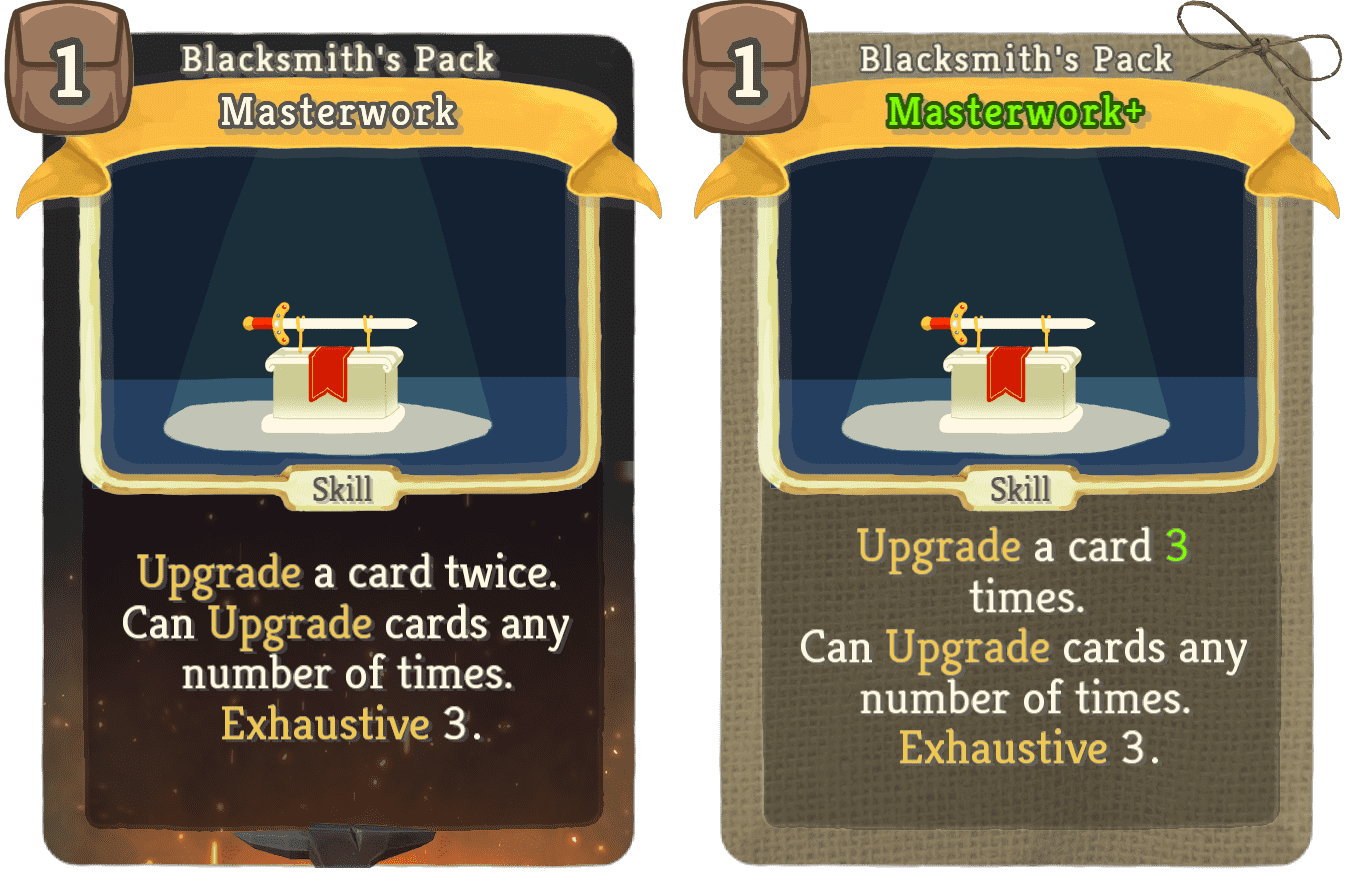 1
Blacksmith's Pack
Masterwork
Skill
Upgrade a card twice.
Can Upgrade cards any
number of times.
Exhaustive 3.
1
Blacksmith's Pack
Masterwork+
Skill
Upgrade a card 3
times.
Can Upgrade cards any
number of times.
Exhaustive 3.